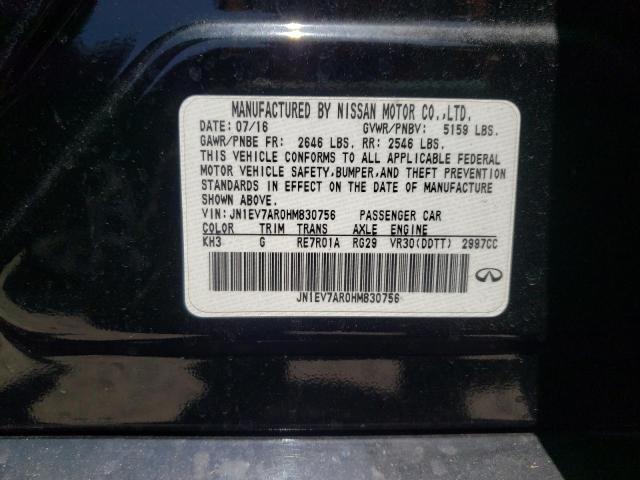 MANUFACTURED BY NISSAN MOTOR CO.,LTD.
DATE: 07/16 GVWR/PNBV: 5159 LBS.
GAWR/PNBE FR: 2646 LBS. RR: 2546 LBS.
THIS VEHICLE CONFORMS TO ALL APPLICABLE FEDERAL
MOTOR VEHICLE SAFETY,BUMPER,AND THEFT PREVENTION
STANDARDS IN EFFECT ON THE DATE OF MANUFACTURE
SHOWN ABOVE.
VIN:JN1EV7AR0HM830756 PASSENGER CAR
COLOR TRIM TRANS AXLE ENGINE
KH3 G RE7R01A RG29 VR30(DDTT) 2997CC
JN1EV7AR0HM830756